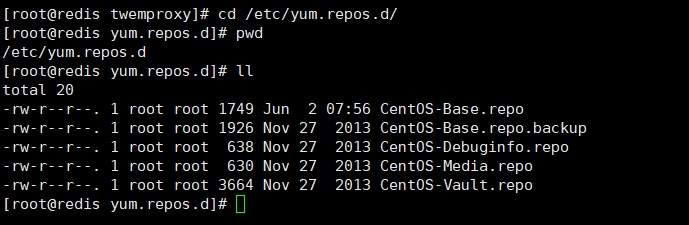 [root@redis twemproxy]# cd /etc/yum.repos.d/
[root@redis yum.repos.d]# pwd
/etc/yum.repos.d
[root@redis yum.repos.d]# ll
total 20
-rw-r--r--. 1 root root 1749 Jun  2 07:56 CentOS-Base.repo
-rw-r--r--. 1 root root 1926 Nov 27  2013 CentOS-Base.repo.backup
-rw-r--r--. 1 root root  638 Nov 27  2013 CentOS-Debuginfo.repo
-rw-r--r--. 1 root root  630 Nov 27  2013 CentOS-Media.repo
-rw-r--r--. 1 root root 3664 Nov 27  2013 CentOS-Vault.repo
[root@redis yum.repos.d]#